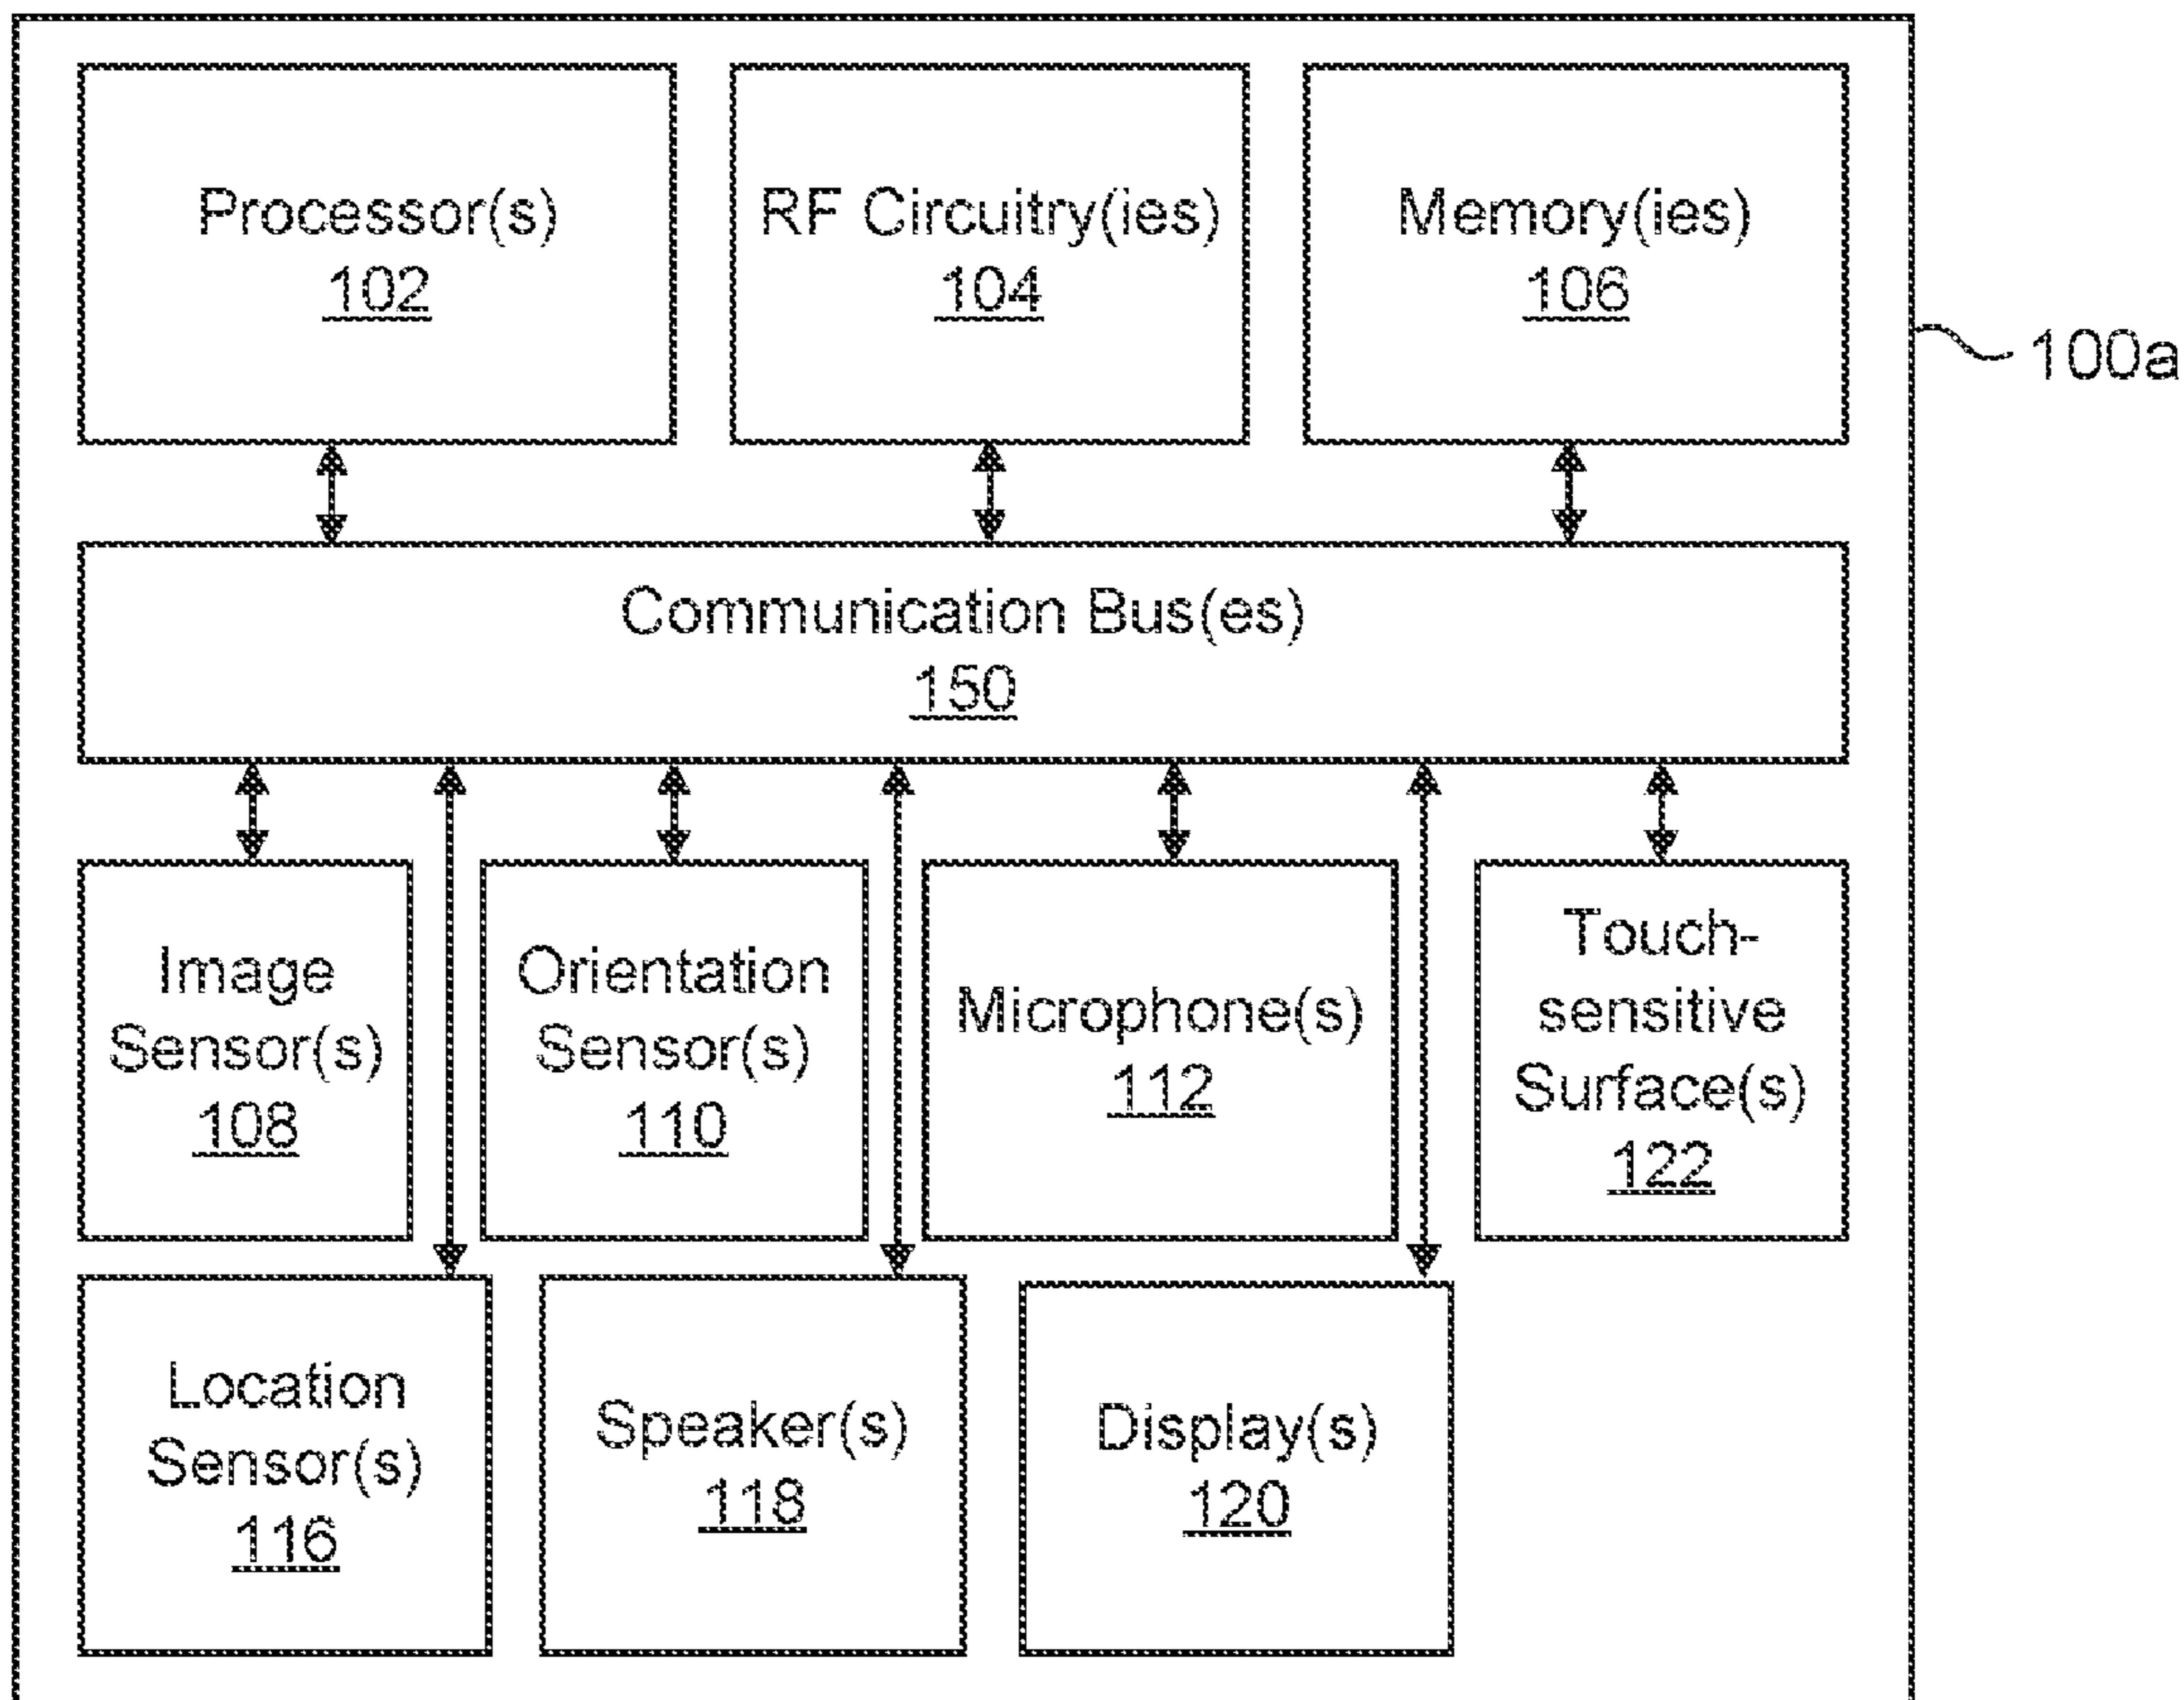 Processor(s)
102
RF Circuitry(ies)
104
Memory(ies)
106
100a
Communication Bus(es)
150
Image
Sensor(s)
108
Orientation
Sensor(s)
110
Microphone(s)
112
Touch-
sensitive
Surface(s)
122
Location
Sensor(s)
116
Speaker(s)
118
Display(s)
120